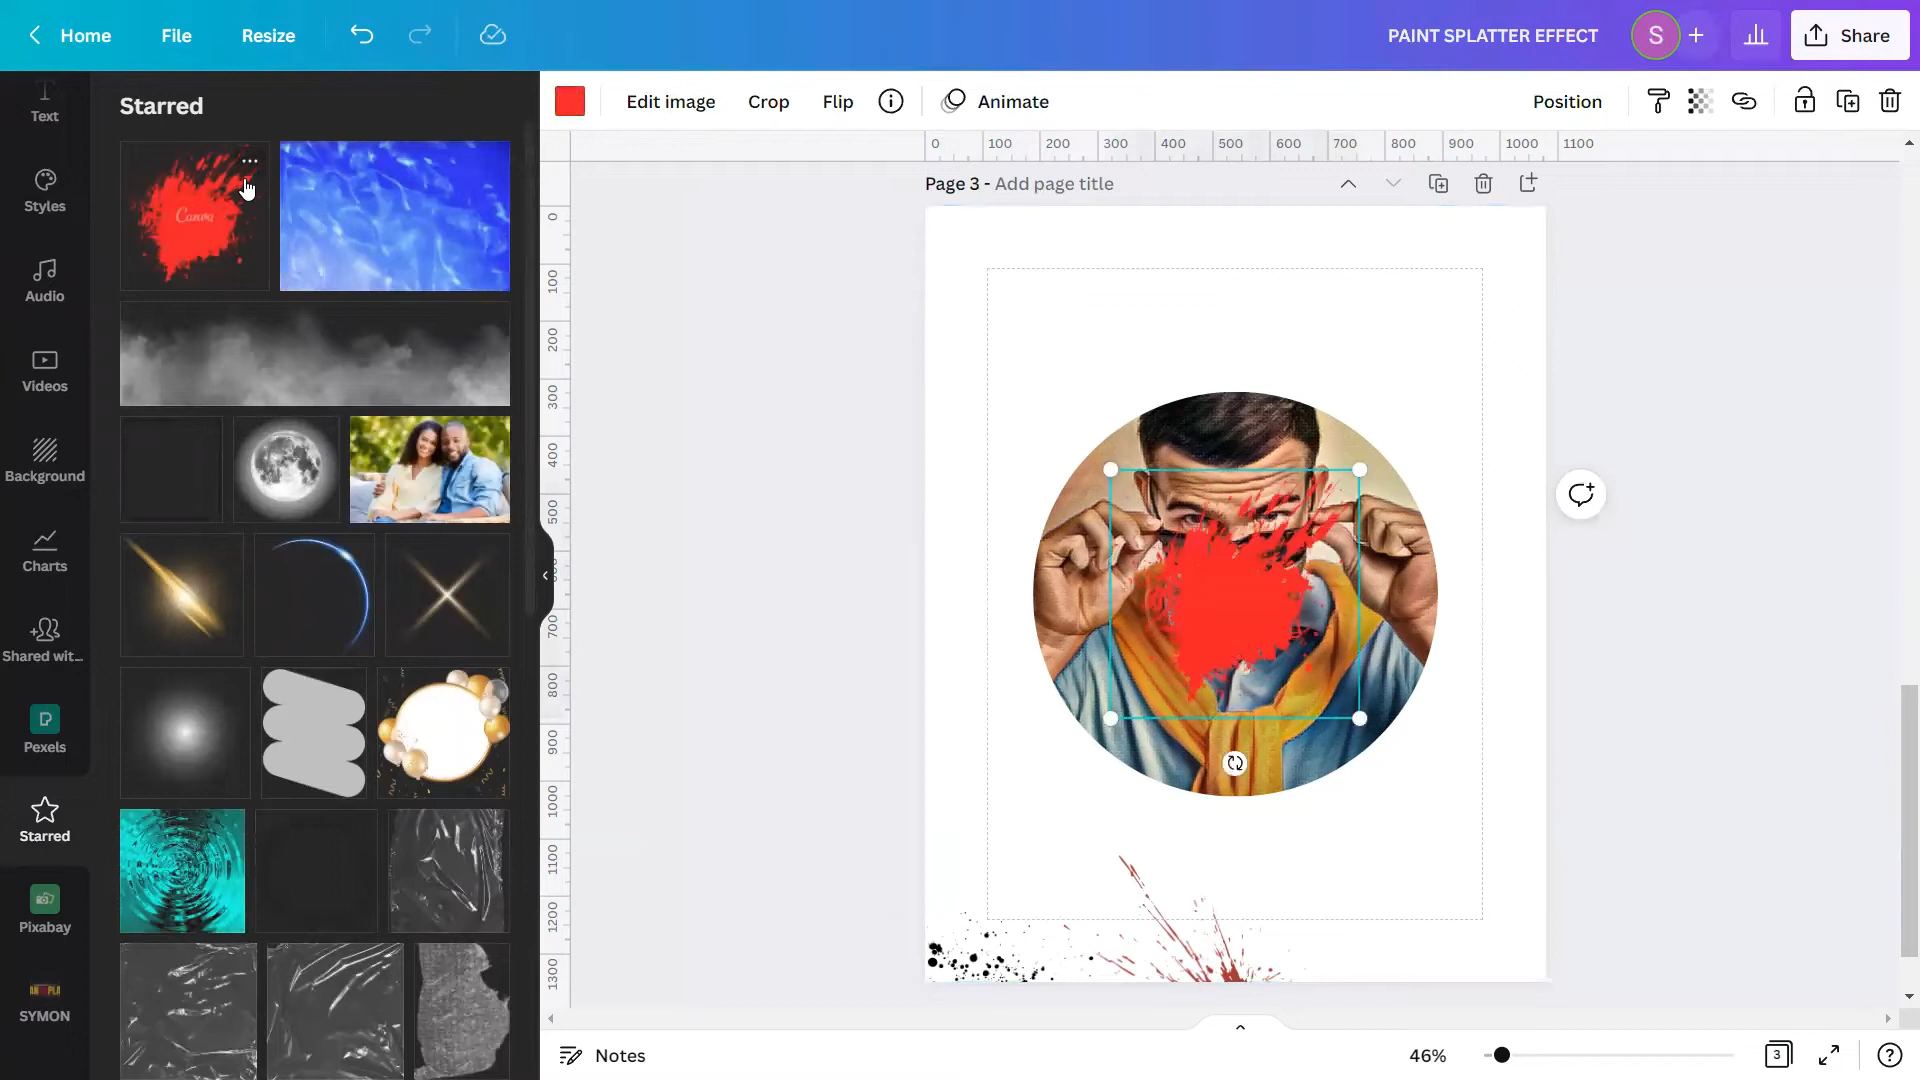 Home File Resize PAINT SPLATTER EFFECT S + Share
Text
Styles
Audio
Videos
Background
Charts
Shared wit...
Pexels
Starred
Pixabay
SYMON
Starred
Canva
Edit image Crop Flip Animate Position
0 100 200 300 400 500 600 700 800 900 1000 1100
Page 3 - Add page title
0
100
200
300
400
500
700
800
900
1000
1100
1200
1300
Notes 46% 3